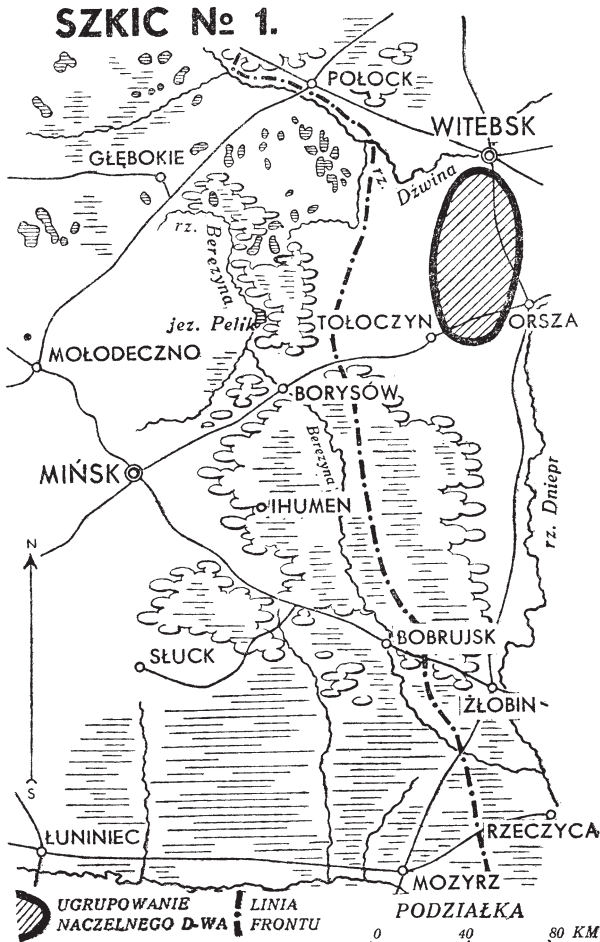 SZKIC No 1.
POŁOCK
WITEBSK
GŁĘBOKIE
rz. Dźwina
rz. Berezyna
jez. Pelik
TOŁOCZYN
ORSZA
MOŁODECZNO
BORYSÓW
Berezyna
MIŃSK
IHUMEN
rz. Dniepr
N
BOBRUJSK
SŁUCK
ŻŁOBIN
S
ŁUNINIEC
RZECZYCA
MOZYRZ
UGRUPOWANIE
NACZELNEGO D-WA
LINIA
FRONTU
PODZIAŁKA
0 40 80 KM